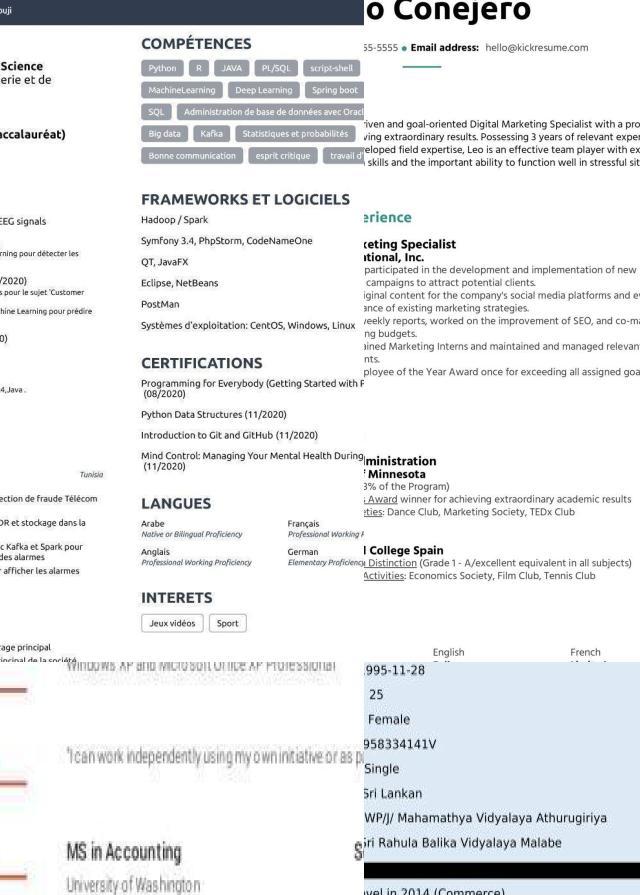 ouji
Science
erie et de
accalauréat)
EEG signals
rning pour détecter les
/2020)
s pour le sujet 'Customer
hine Learning pour prédire
0)
4,Java .
Tunisia
ection de fraude Télécom
OR et stockage dans la
c Kafka et Spark pour
des alarmes
r afficher les alarmes
rage principal
incipal de la société
COMPÉTENCES
Python R JAVA PL/SQL script-shell
MachineLearning Deep Learning Spring boot
SQL Administration de base de données avec Oracl
Big data Kafka Statistiques et probabilités
Bonne communication esprit critique travail d'
FRAMEWORKS ET LOGICIELS
Hadoop / Spark
Symfony 3.4, PhpStorm, CodeNameOne
QT, JavaFX
Eclipse, NetBeans
PostMan
Systèmes d'exploitation: CentOS, Windows, Linux
CERTIFICATIONS
Programming for Everybody (Getting Started with P
(08/2020)
Python Data Structures (11/2020)
Introduction to Git and GitHub (11/2020)
Mind Control: Managing Your Mental Health During
(11/2020)
LANGUES
Arabe Français
Native or Bilingual Proficiency Professional Working P
Anglais German
Professional Working Proficiency Elementary Proficiency
INTERETS
Jeux vidéos Sport
o Conejero
55-5555 • Email address: hello@kickresume.com
riven and goal-oriented Digital Marketing Specialist with a pro
ving extraordinary results. Possessing 3 years of relevant exper
eloped field expertise, Leo is an effective team player with ex
skills and the important ability to function well in stressful sit
erience
keting Specialist
ational, Inc.
participated in the development and implementation of new
campaigns to attract potential clients.
iginal content for the company's social media platforms and ev
ance of existing marketing strategies.
weekly reports, worked on the improvement of SEO, and co-ma
ng budgets.
ained Marketing Interns and maintained and managed relevan
nts.
ployee of the Year Award once for exceeding all assigned goa
ministration
f Minnesota
3% of the Program)
s Award winner for achieving extraordinary academic results
eties: Dance Club, Marketing Society, TEDx Club
l College Spain
Distinction (Grade 1 - A/excellent equivalent in all subjects)
Activities: Economics Society, Film Club, Tennis Club
English French
Windows XP and Microsoft Office XP Professional
"I can work independently using my own initiative or as p
MS in Accounting S
University of Washington
1995-11-28
25
Female
958334141V
Single
Sri Lankan
WP/J/ Mahamathya Vidyalaya Athurugiriya
Sri Rahula Balika Vidyalaya Malabe
evel in 2014 (Commerce)